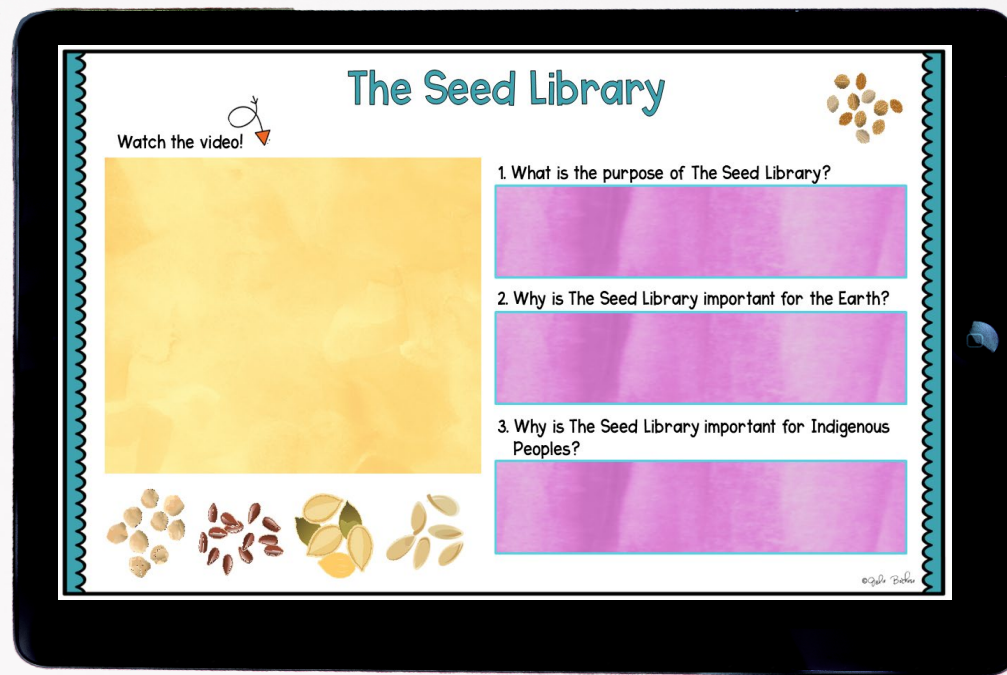 The Seed Library
Watch the video!
1. What is the purpose of The Seed Library?
2. Why is The Seed Library important for the Earth?
3. Why is The Seed Library important for Indigenous
Peoples?